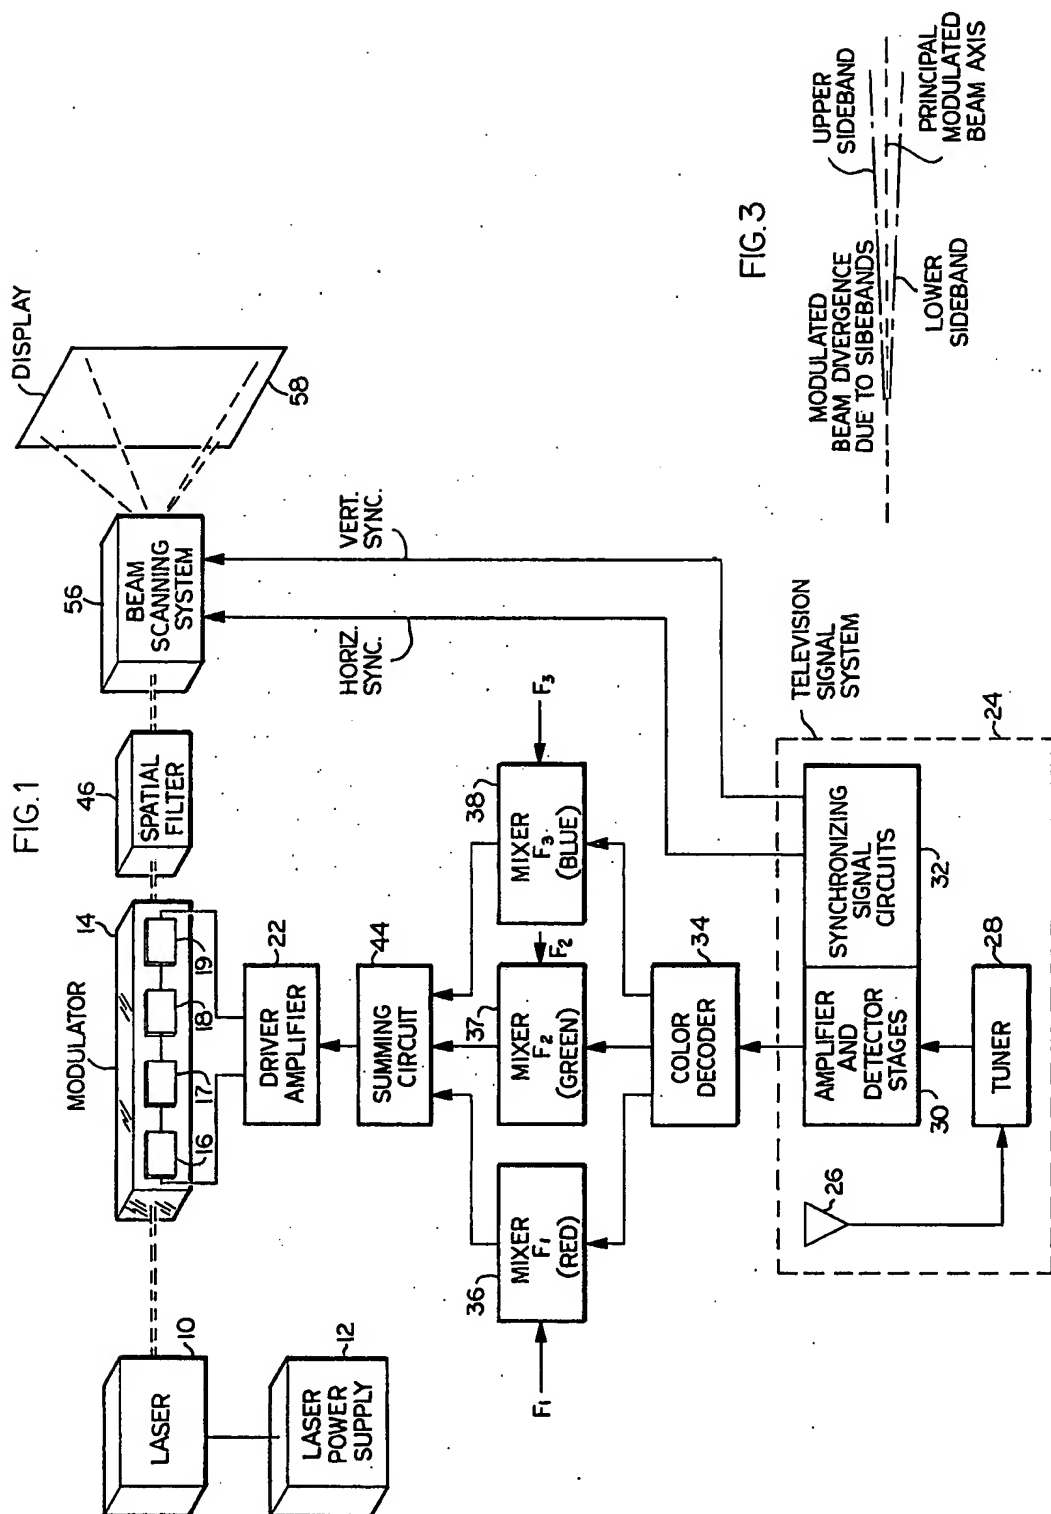 FIG. 1
LASER
10
LASER
POWER
SUPPLY
12
MODULATOR
14
16
17
18
19
SPATIAL
FILTER
46
BEAM
SCANNING
SYSTEM
56
DISPLAY
58
DRIVER
AMPLIFIER
22
SUMMING
CIRCUIT
44
HORIZ.
SYNC.
VERT.
SYNC.
F1
MIXER
F1
(RED)
36
MIXER
F2
(GREEN)
37
F2
MIXER
F3
(BLUE)
38
F3
COLOR
DECODER
34
TELEVISION
SIGNAL
SYSTEM
24
AMPLIFIER
AND
DETECTOR
STAGES
30
SYNCHRONIZING
SIGNAL
CIRCUITS
32
26
TUNER
28
FIG. 3
MODULATED
BEAM DIVERGENCE
DUE TO SIBEBANDS
UPPER
SIDEBAND
LOWER
SIDEBAND
PRINCIPAL
MODULATED
BEAM AXIS